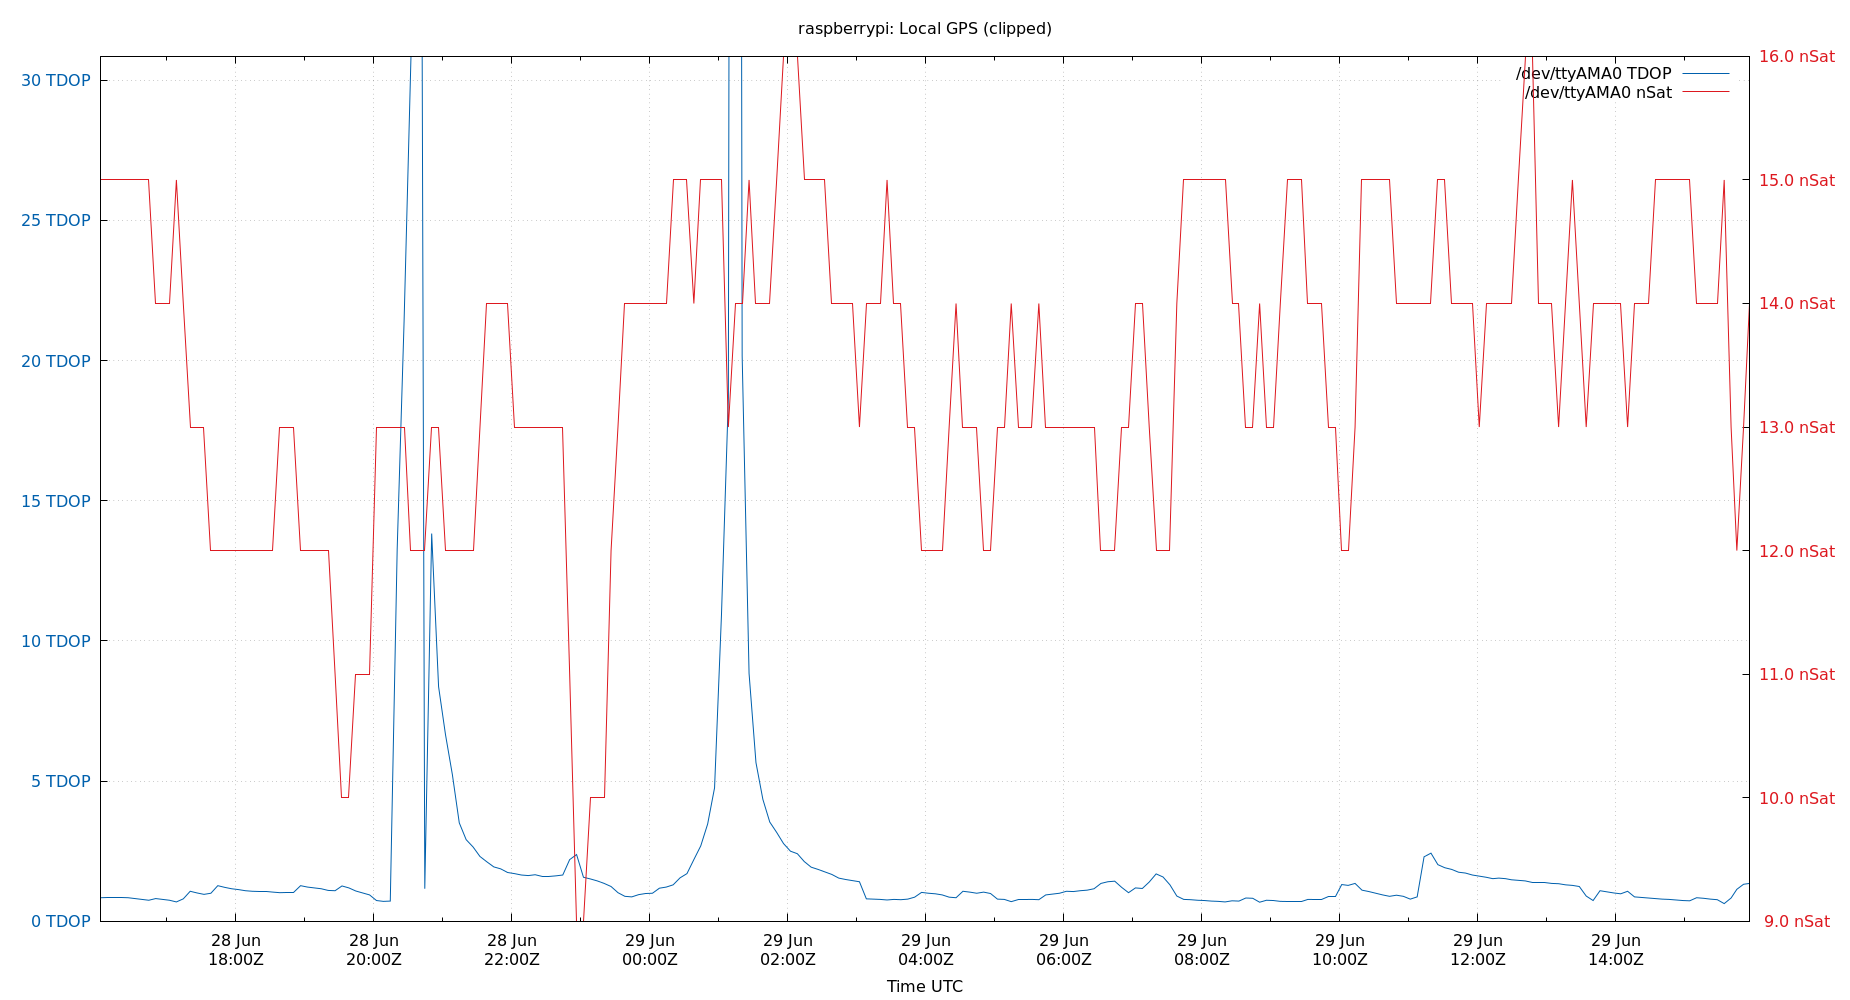 raspberrypi: Local GPS (clipped)
/dev/ttyAMA0 TDOP
/dev/ttyAMA0 nSat
30 TDOP
25 TDOP
20 TDOP
15 TDOP
10 TDOP
5 TDOP
0 TDOP
16.0 nSat
15.0 nSat
14.0 nSat
13.0 nSat
12.0 nSat
11.0 nSat
10.0 nSat
9.0 nSat
28 Jun
18:00Z
28 Jun
20:00Z
28 Jun
22:00Z
29 Jun
00:00Z
29 Jun
02:00Z
29 Jun
04:00Z
29 Jun
06:00Z
29 Jun
08:00Z
29 Jun
10:00Z
29 Jun
12:00Z
29 Jun
14:00Z
Time UTC